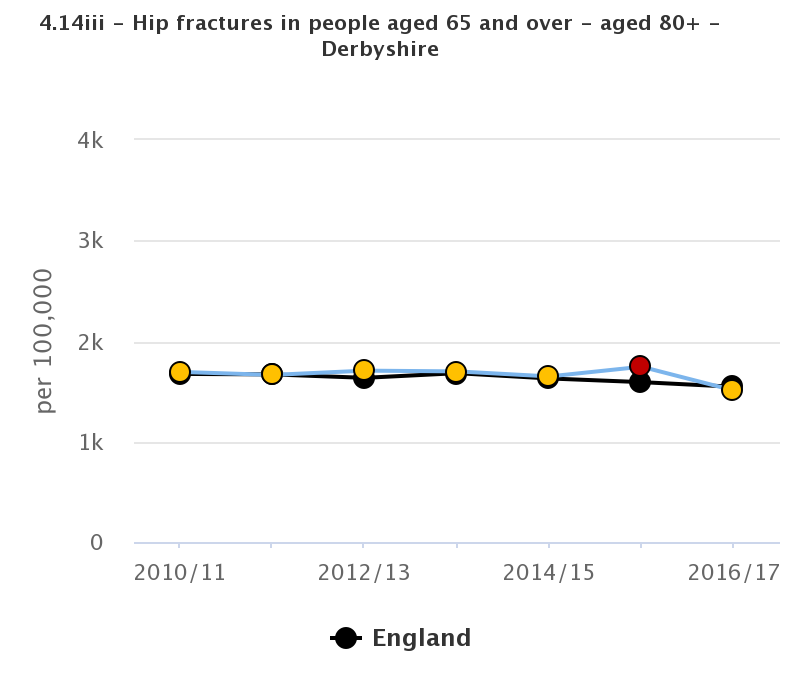 4.14iii – Hip fractures in people aged 65 and over – aged 80+ –
Derbyshire
4k
3k
2k
1k
0
per 100,000
2010/11
2012/13
2014/15
2016/17
England